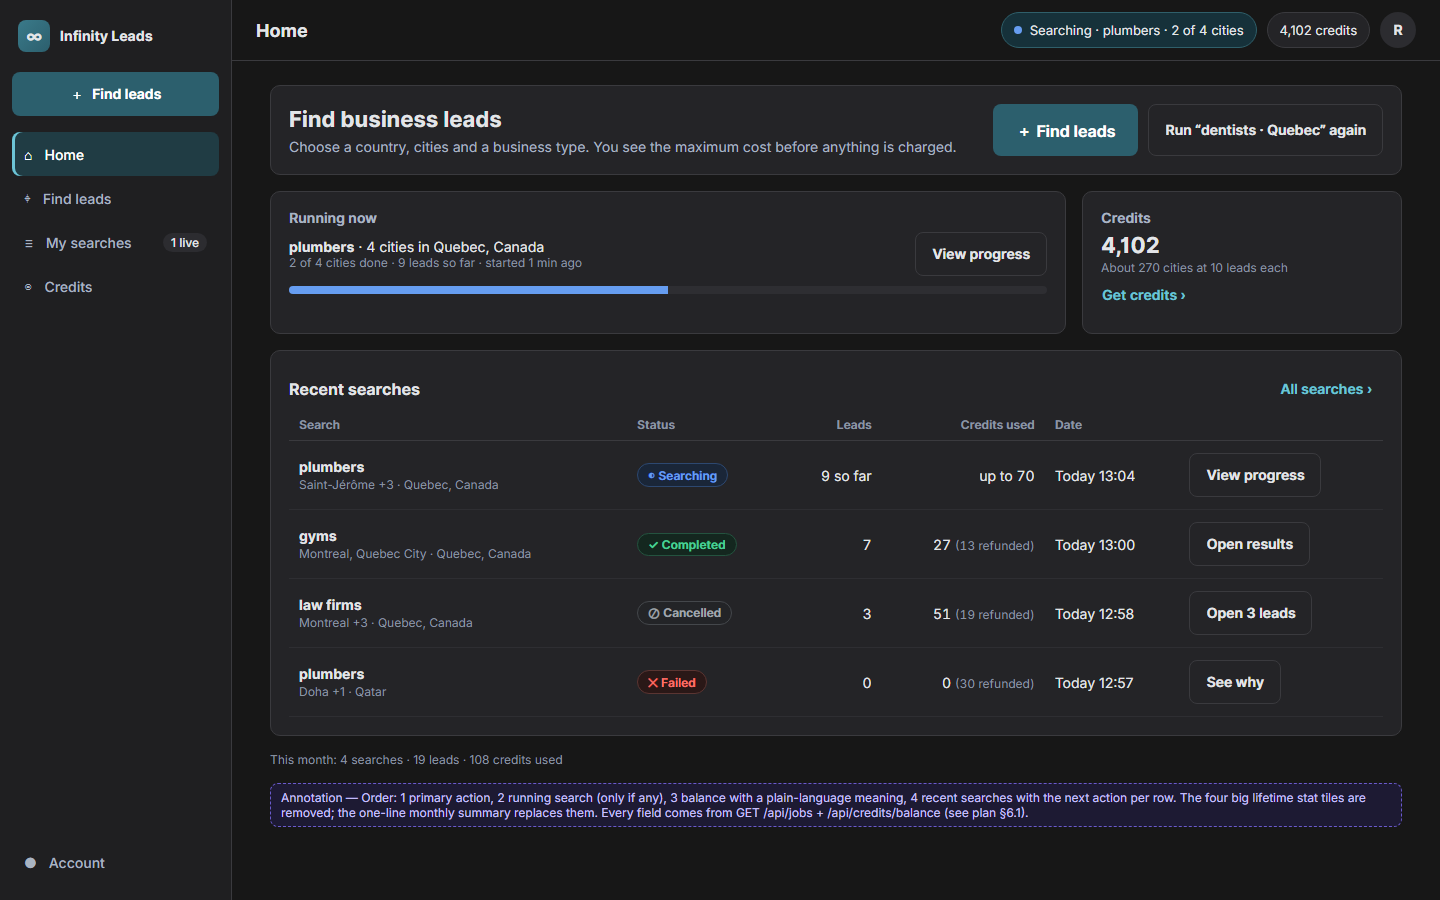 Infinity Leads
+ Find leads
Home
Find leads
My searches
1 live
Credits
Account
Home
Searching · plumbers · 2 of 4 cities
4,102 credits
R
Find business leads
Choose a country, cities and a business type. You see the maximum cost before anything is charged.
+ Find leads
Run “dentists · Quebec” again
Running now
plumbers · 4 cities in Quebec, Canada
2 of 4 cities done · 9 leads so far · started 1 min ago
View progress
Credits
4,102
About 270 cities at 10 leads each
Get credits ›
Recent searches
All searches ›
Search Status Leads Credits used Date
plumbers
Saint-Jérôme +3 · Quebec, Canada
Searching
9 so far
up to 70
Today 13:04
View progress
gyms
Montreal, Quebec City · Quebec, Canada
✓ Completed
7
27 (13 refunded)
Today 13:00
Open results
law firms
Montreal +3 · Quebec, Canada
Cancelled
3
51 (19 refunded)
Today 12:58
Open 3 leads
plumbers
Doha +1 · Qatar
✕ Failed
0
0 (30 refunded)
Today 12:57
See why
This month: 4 searches · 19 leads · 108 credits used
Annotation — Order: 1 primary action, 2 running search (only if any), 3 balance with a plain-language meaning, 4 recent searches with the next action per row. The four big lifetime stat tiles are
removed; the one-line monthly summary replaces them. Every field comes from GET /api/jobs + /api/credits/balance (see plan §6.1).